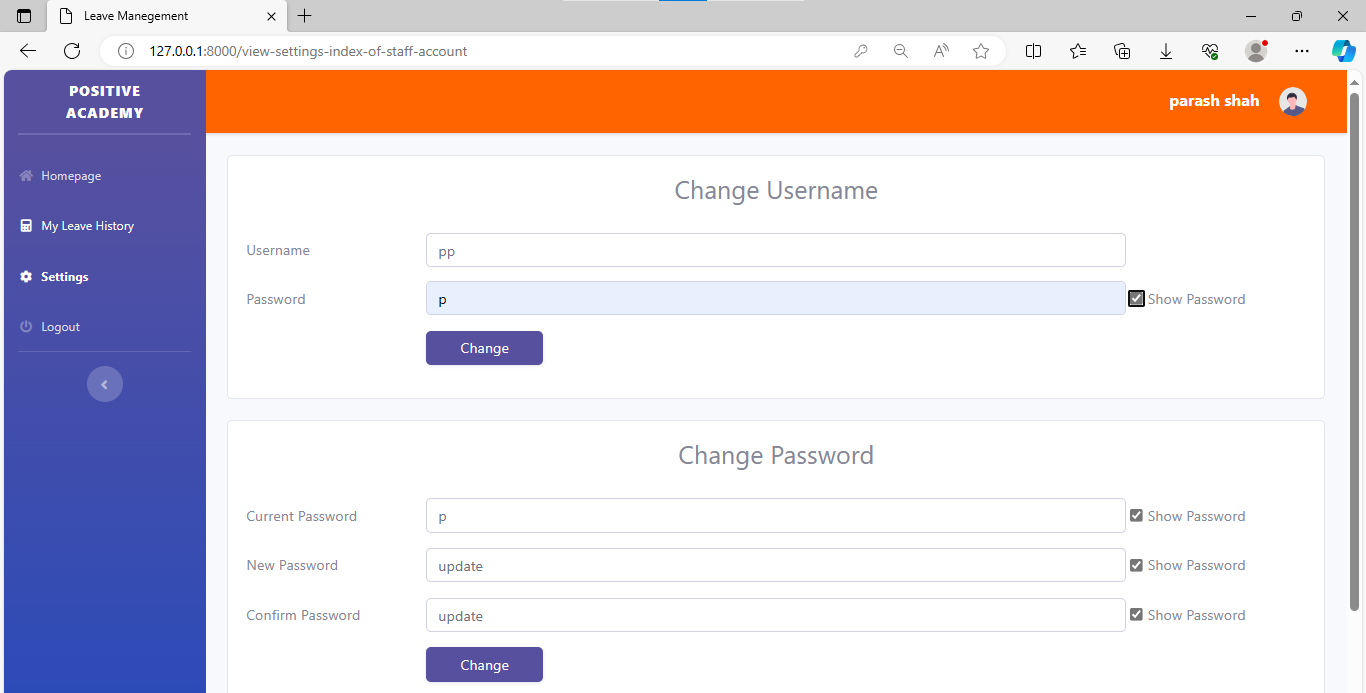 Leave Manegement
127.0.0.1:8000/view-settings-index-of-staff-account
POSITIVE
ACADEMY
parash shah
Homepage
My Leave History
Settings
Logout
Change Username
Username
pp
Password
p
Show Password
Change
Change Password
Current Password
p
Show Password
New Password
update
Show Password
Confirm Password
update
Show Password
Change